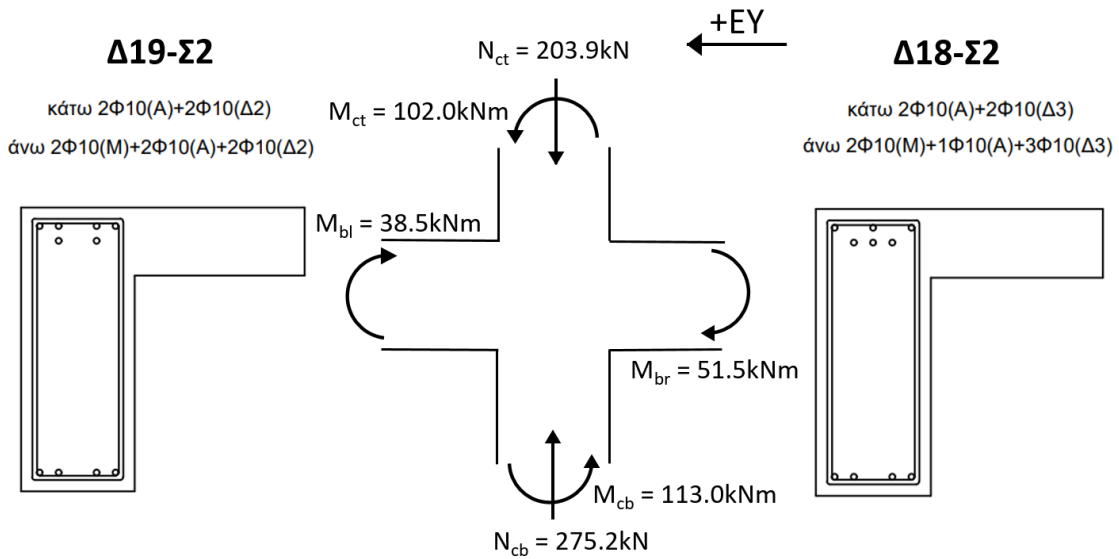 +EY
Δ19-Σ2
N_ct = 203.9kN
Δ18-Σ2
κάτω 2Φ10(Α)+2Φ10(Δ2)
άνω 2Φ10(Μ)+2Φ10(Α)+2Φ10(Δ2)
M_ct = 102.0kNm
κάτω 2Φ10(Α)+2Φ10(Δ3)
άνω 2Φ10(Μ)+1Φ10(Α)+3Φ10(Δ3)
M_bl = 38.5kNm
M_br = 51.5kNm
M_cb = 113.0kNm
N_cb = 275.2kN